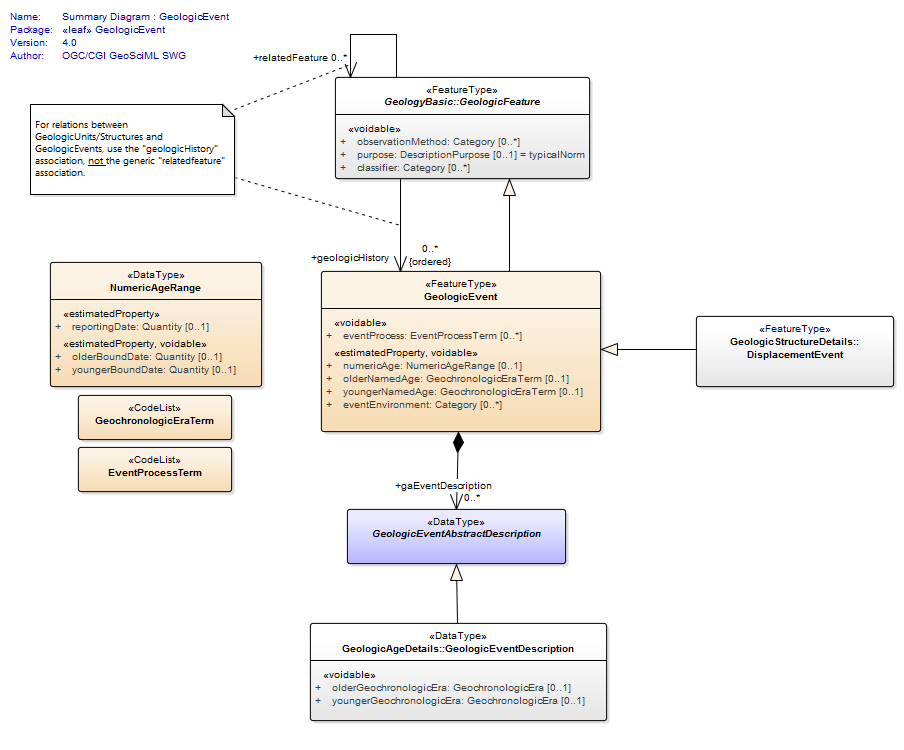 Name: Summary Diagram : GeologicEvent
Package: «leaf» GeologicEvent
Version: 4.0
Author: OGC/CGI GeoSciML SWG
+relatedFeature 0..*
«FeatureType»
GeologyBasic::GeologicFeature
«voidable»
+ observationMethod: Category [0..*]
+ purpose: DescriptionPurpose [0..1] = typicalNorm
+ classifier: Category [0..*]
For relations between
GeologicUnits/Structures and
GeologicEvents, use the "geologicHistory"
association, not the generic "relatedfeature"
association.
+geologicHistory
0..*
{ordered}
«DataType»
NumericAgeRange
«estimatedProperty»
+ reportingDate: Quantity [0..1]
«estimatedProperty, voidable»
+ olderBoundDate: Quantity [0..1]
+ youngerBoundDate: Quantity [0..1]
«CodeList»
GeochronologicEraTerm
«CodeList»
EventProcessTerm
«FeatureType»
GeologicEvent
«voidable»
+ eventProcess: EventProcessTerm [0..*]
«estimatedProperty, voidable»
+ numericAge: NumericAgeRange [0..1]
+ olderNamedAge: GeochronologicEraTerm [0..1]
+ youngerNamedAge: GeochronologicEraTerm [0..1]
+ eventEnvironment: Category [0..*]
«FeatureType»
GeologicStructureDetails::
DisplacementEvent
+gaEventDescription
0..*
«DataType»
GeologicEventAbstractDescription
«DataType»
GeologicAgeDetails::GeologicEventDescription
«voidable»
+ olderGeochronologicEra: GeochronologicEra [0..1]
+ youngerGeochronologicEra: GeochronologicEra [0..1]